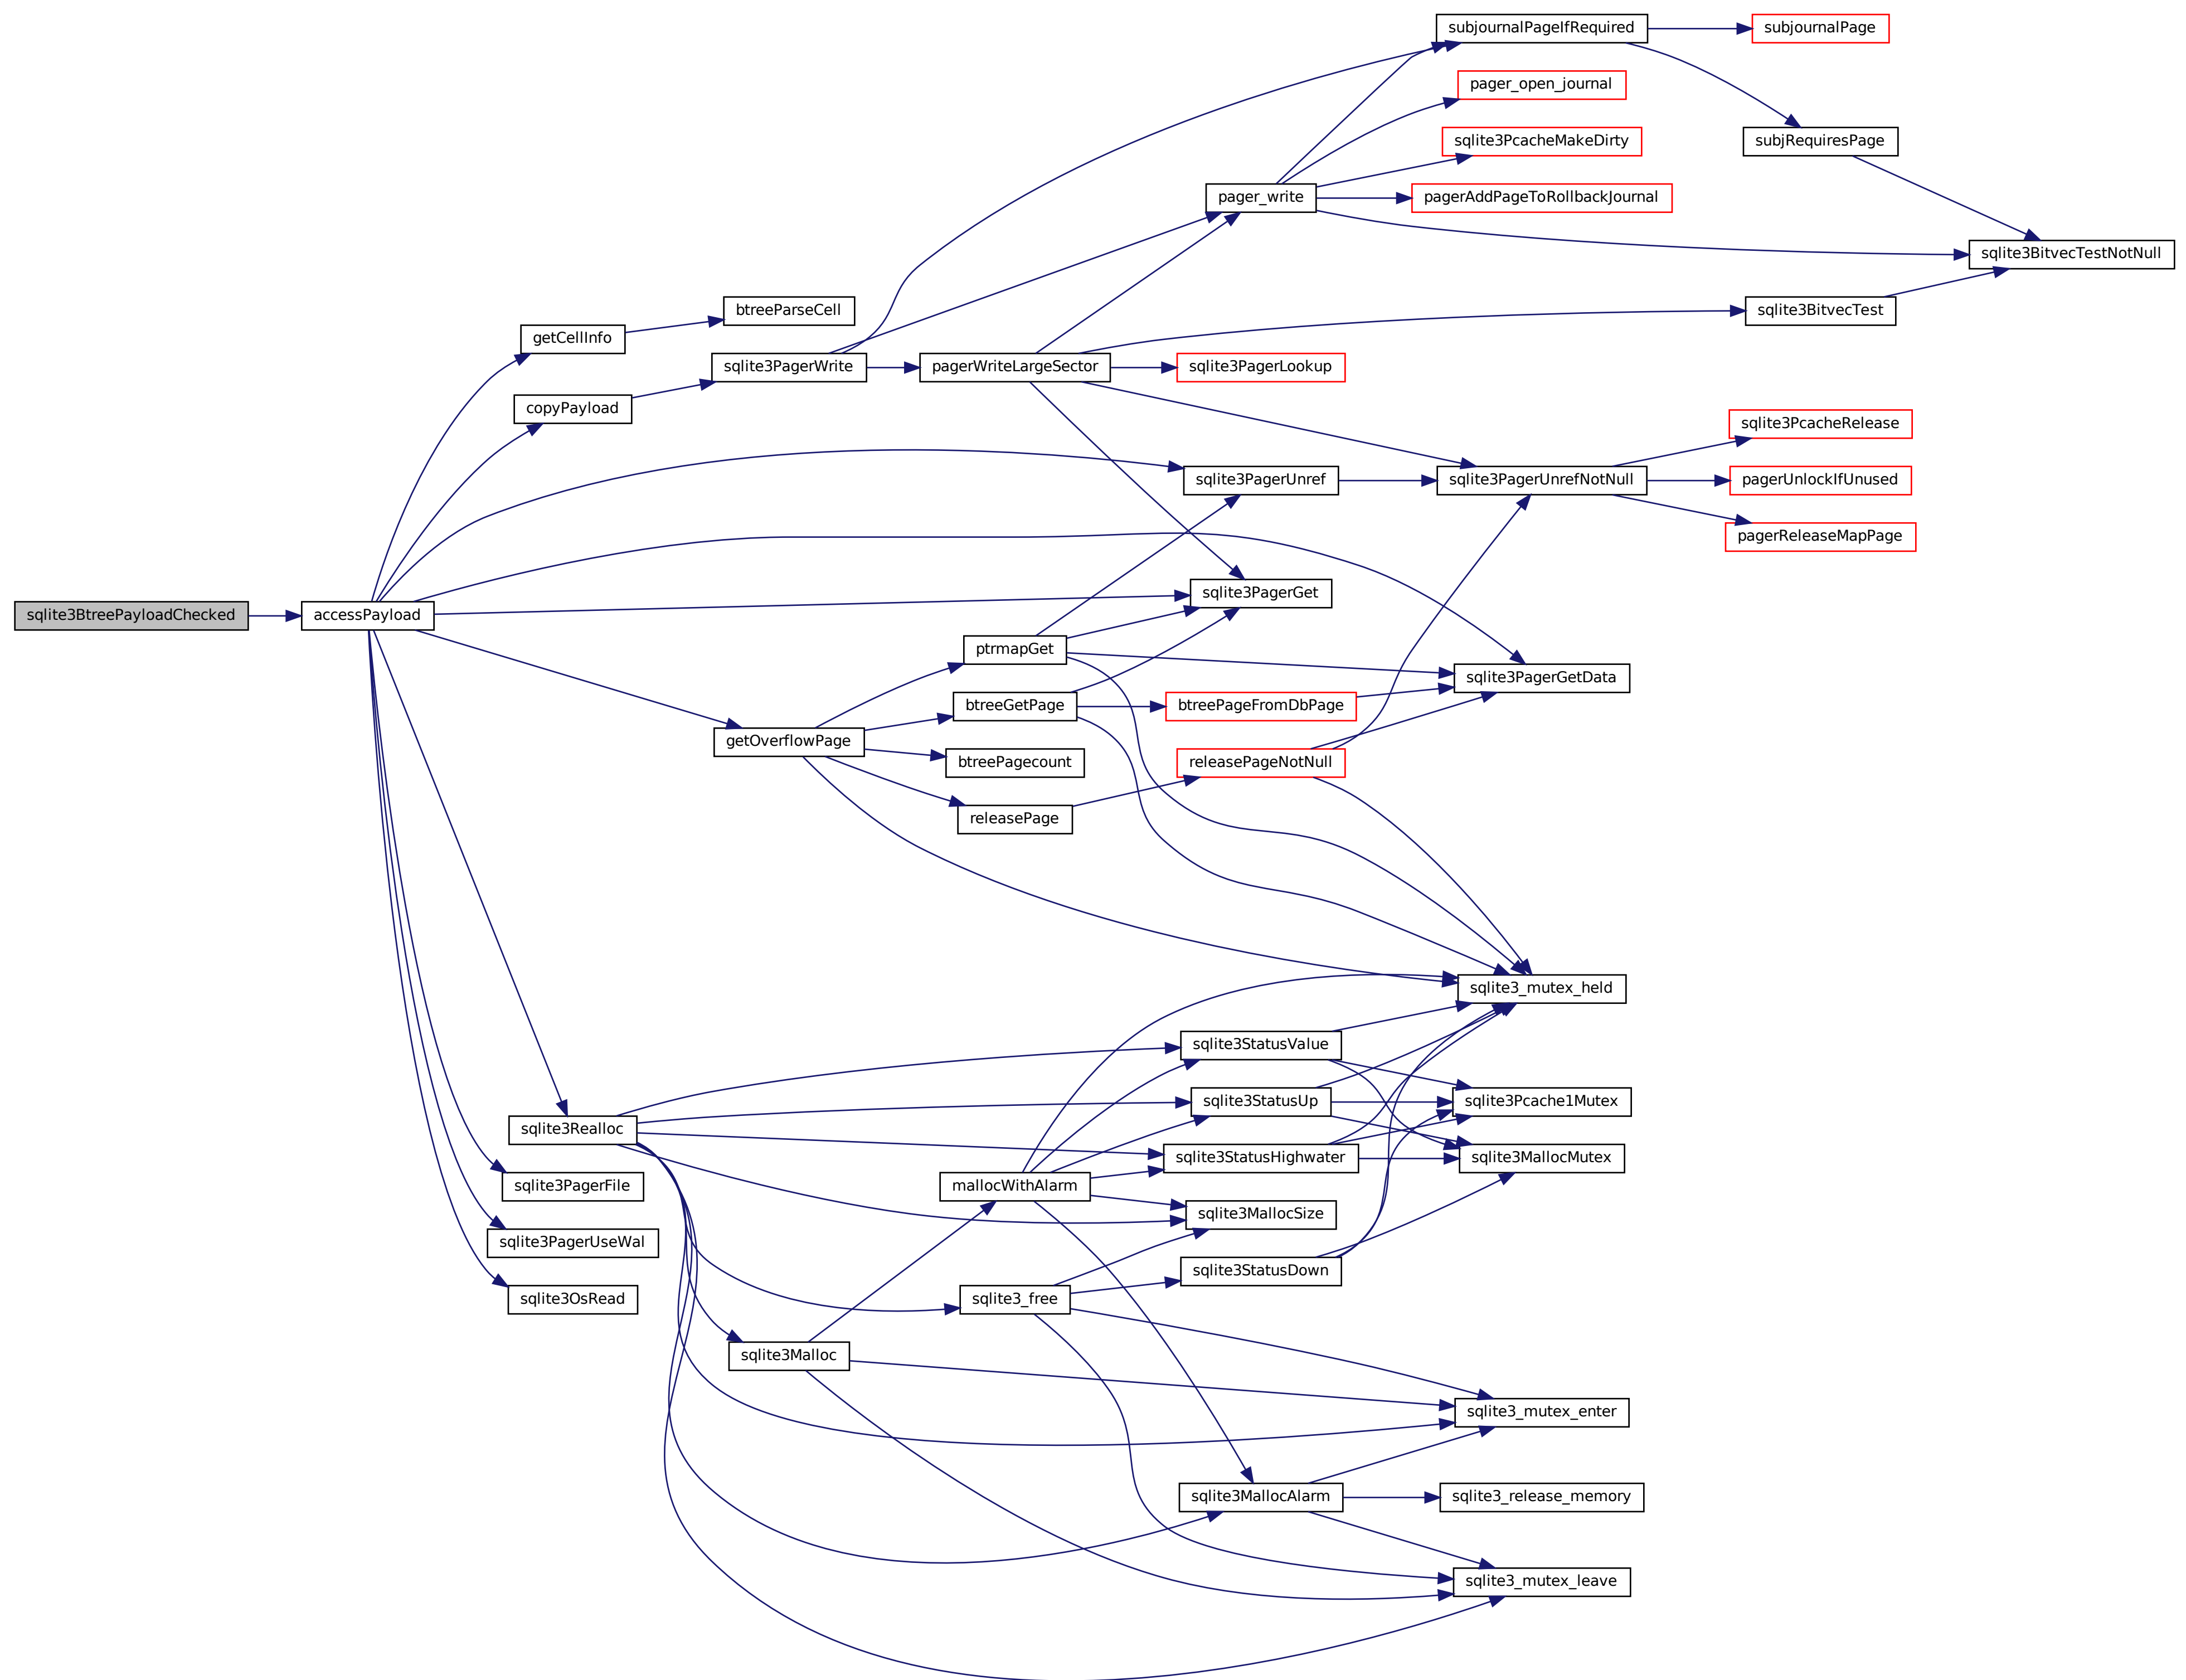 subjournalPageIfRequired
subjournalPage
pager_open_journal
sqlite3PcacheMakeDirty
subjRequiresPage
pager_write
pagerAddPageToRollbackJournal
sqlite3BitvecTestNotNull
btreeParseCell
sqlite3BitvecTest
getCellInfo
sqlite3PagerWrite
pagerWriteLargeSector
sqlite3PagerLookup
copyPayload
sqlite3PcacheRelease
sqlite3PagerUnref
sqlite3PagerUnrefNotNull
pagerUnlockIfUnused
pagerReleaseMapPage
sqlite3PagerGet
sqlite3BtreePayloadChecked
accessPayload
ptrmapGet
sqlite3PagerGetData
btreeGetPage
btreePageFromDbPage
getOverflowPage
btreePagecount
releasePageNotNull
releasePage
sqlite3_mutex_held
sqlite3StatusValue
sqlite3StatusUp
sqlite3Pcache1Mutex
sqlite3Realloc
sqlite3StatusHighwater
sqlite3MallocMutex
sqlite3PagerFile
mallocWithAlarm
sqlite3MallocSize
sqlite3PagerUseWal
sqlite3StatusDown
sqlite3OsRead
sqlite3_free
sqlite3Malloc
sqlite3_mutex_enter
sqlite3MallocAlarm
sqlite3_release_memory
sqlite3_mutex_leave